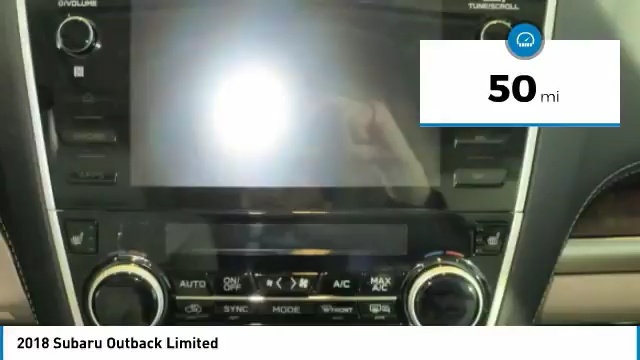 ⏻/VOLUME
TUNE/SCROLL
50 mi
AUTO
ON/OFF
A/C
MAX A/C
SYNC
MODE
FRONT
2018 Subaru Outback Limited